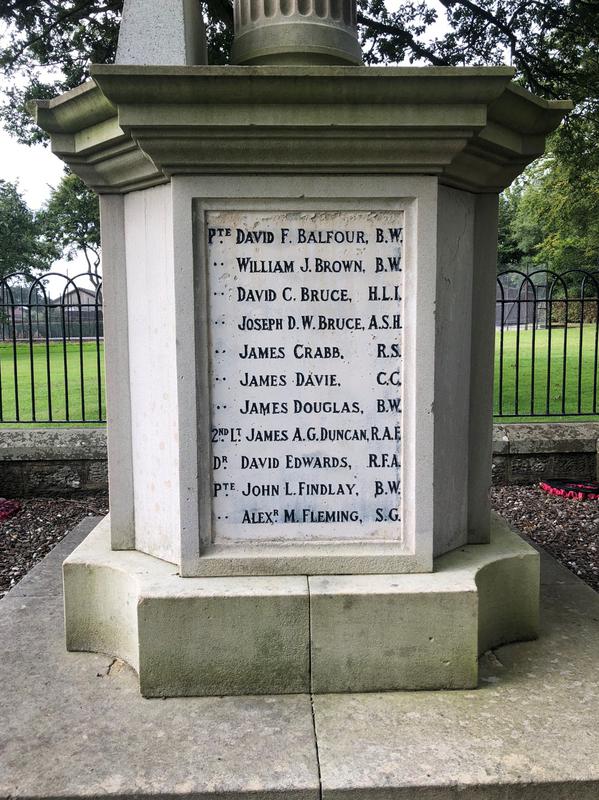 PTE DAVID F. BALFOUR, B.W.
·· WILLIAM J. BROWN, B.W.
·· DAVID C. BRUCE, H.L.I.
·· JOSEPH D.W. BRUCE, A.S.H.
·· JAMES CRABB, R.S.
·· JAMES DAVIE, C.C.
·· JAMES DOUGLAS, B.W.
2ND LT JAMES A.G. DUNCAN, R.A.F.
DR DAVID EDWARDS, R.F.A.
PTE JOHN L. FINDLAY, B.W.
·· ALEXR M. FLEMING, S.G.